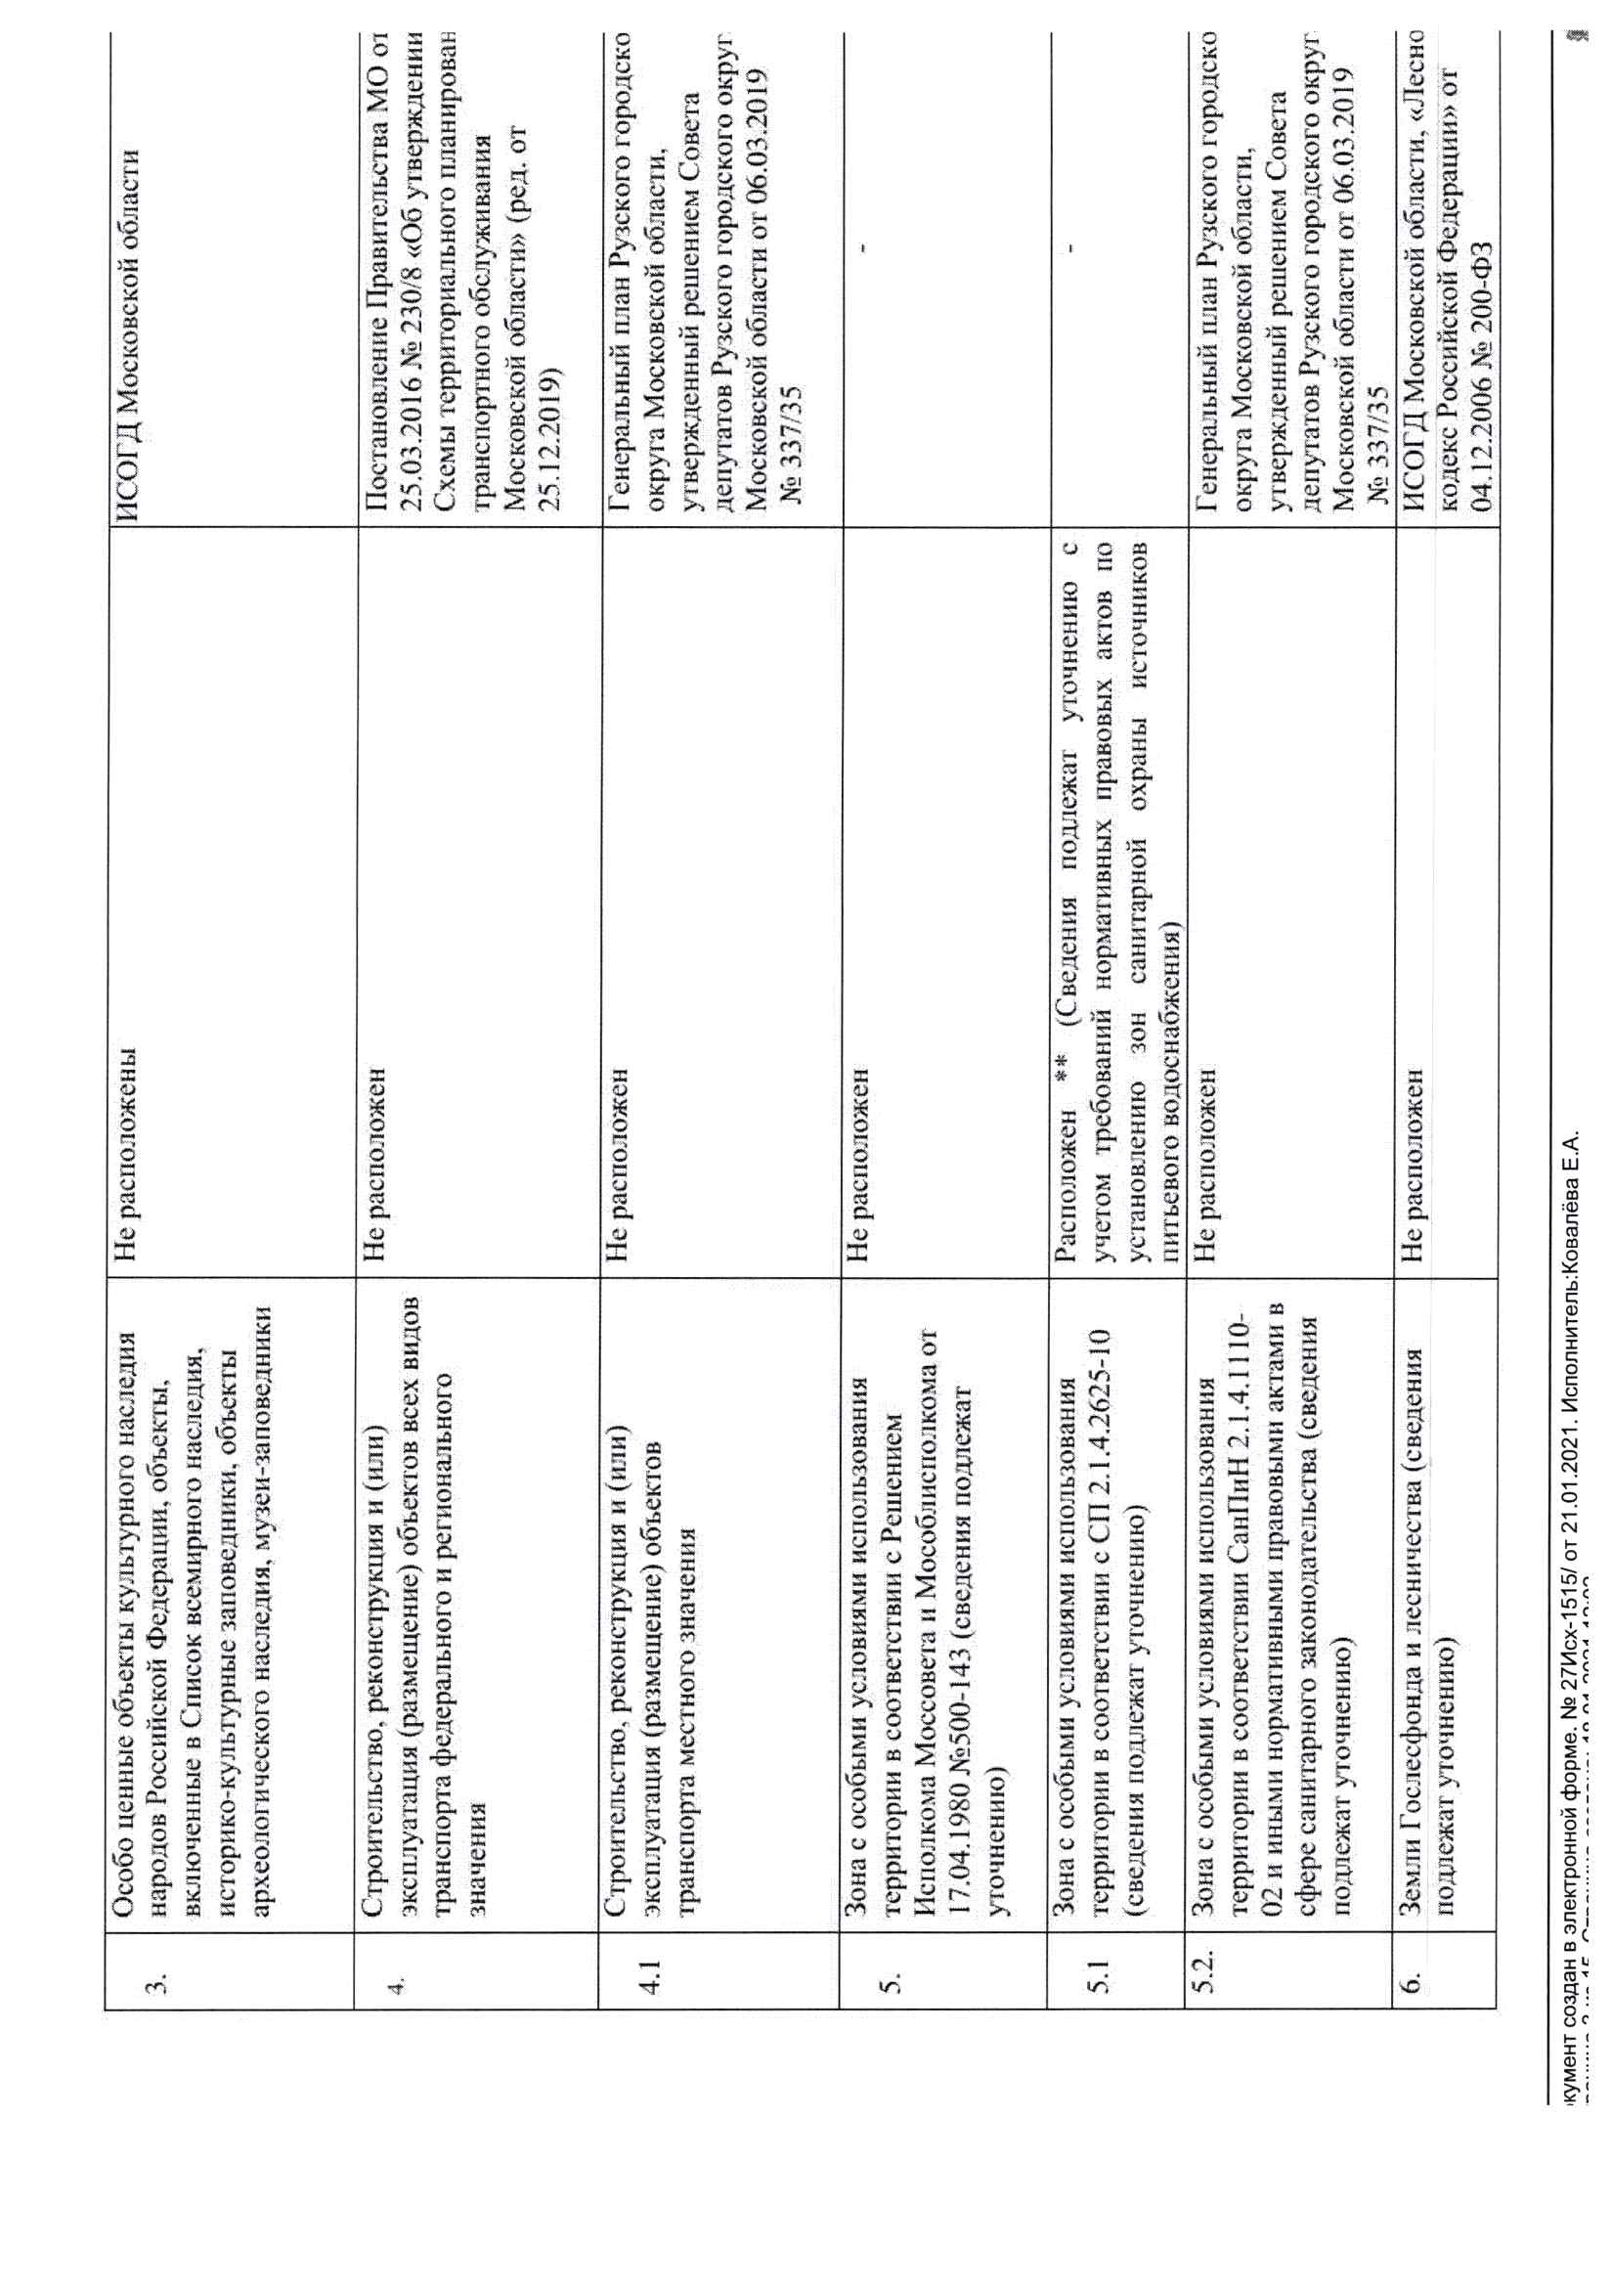 3.
Особо ценные объекты культурного наследия
народов Российской Федерации, объекты,
включенные в Список всемирного наследия,
историко-культурные заповедники, объекты
археологического наследия, музеи-заповедники
Не расположены
ИСОГД Московской области
4.
Строительство, реконструкция и (или)
эксплуатация (размещение) объектов всех видов
транспорта федерального и регионального
значения
Не расположен
Постановление Правительства МО от
25.03.2016 № 230/8 «Об утверждении
Схемы территориального планирован
транспортного обслуживания
Московской области» (ред. от
25.12.2019)
4.1
Строительство, реконструкция и (или)
эксплуатация (размещение) объектов
транспорта местного значения
Не расположен
Генеральный план Рузского городско
округа Московской области,
утвержденный решением Совета
депутатов Рузского городского округ
Московской области от 06.03.2019
№ 337/35
5.
Зона с особыми условиями использования
территории в соответствии с Решением
Исполкома Моссовета и Мособлисполкома от
17.04.1980 №500-143 (сведения подлежат
уточнению)
Не расположен
-
5.1
Зона с особыми условиями использования
территории в соответствии с СП 2.1.4.2625-10
(сведения подлежат уточнению)
Расположен ** (Сведения подлежат уточнению с
учетом требований нормативных правовых актов по
установлению зон санитарной охраны источников
питьевого водоснабжения)
-
5.2.
Зона с особыми условиями использования
территории в соответствии СанПиН 2.1.4.1110-
02 и иными нормативными правовыми актами в
сфере санитарного законодательства (сведения
подлежат уточнению)
Не расположен
Генеральный план Рузского городско
округа Московской области,
утвержденный решением Совета
депутатов Рузского городского округ
Московской области от 06.03.2019
№ 337/35
6.
Земли Гослесфонда и лесничества (сведения
подлежат уточнению)
Не расположен
ИСОГД Московской области, «Лесно
кодекс Российской Федерации» от
04.12.2006 № 200-ФЗ
кумент создан в электронной форме. № 27Исх-1515/ от 21.01.2021. Исполнитель:Ковалёва Е.А.